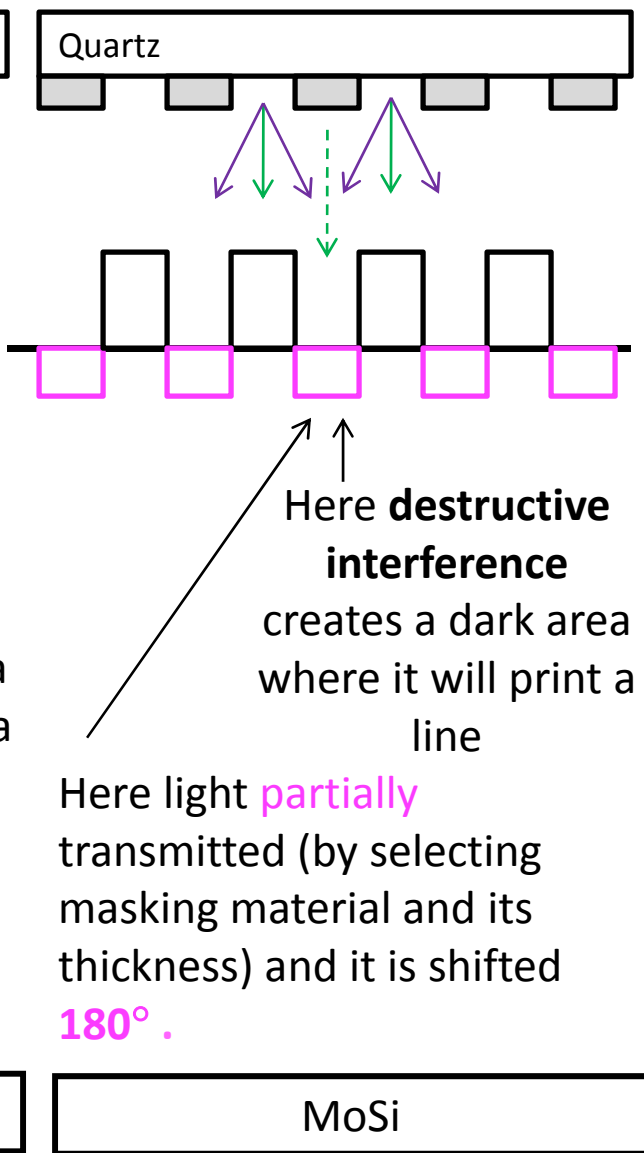 Quartz
Here destructive
interference
creates a dark area
where it will print a
line
a
a
Here light partially
transmitted (by selecting
masking material and its
thickness) and it is shifted
180° .
MoSi